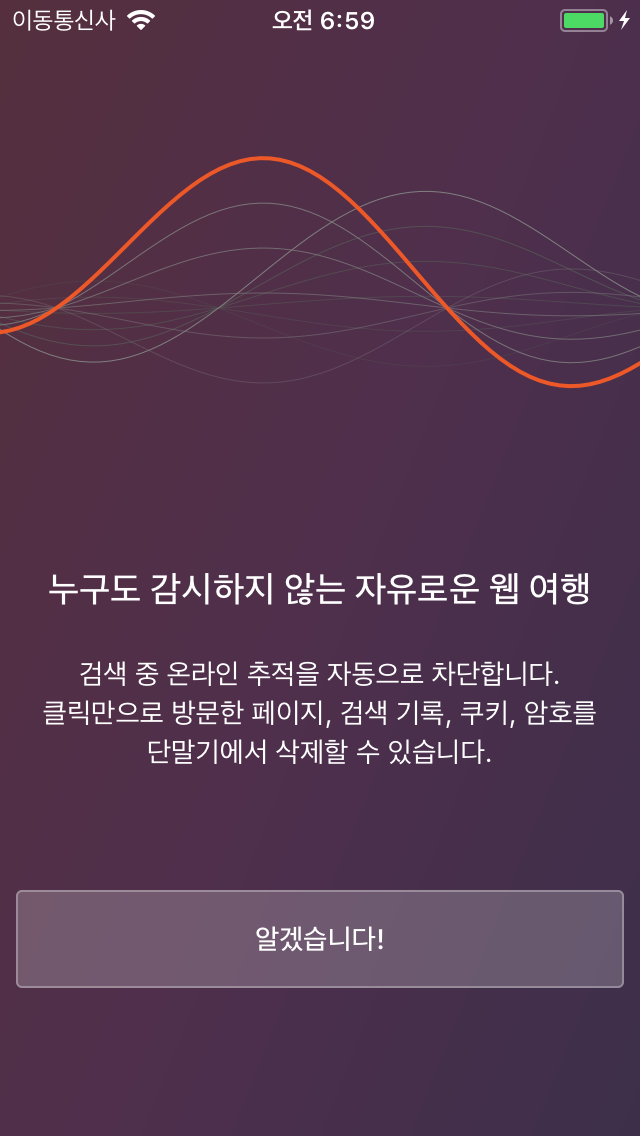 이동통신사 오전 6:59
누구도 감시하지 않는 자유로운 웹 여행
검색 중 온라인 추적을 자동으로 차단합니다.
클릭만으로 방문한 페이지, 검색 기록, 쿠키, 암호를
단말기에서 삭제할 수 있습니다.
알겠습니다!